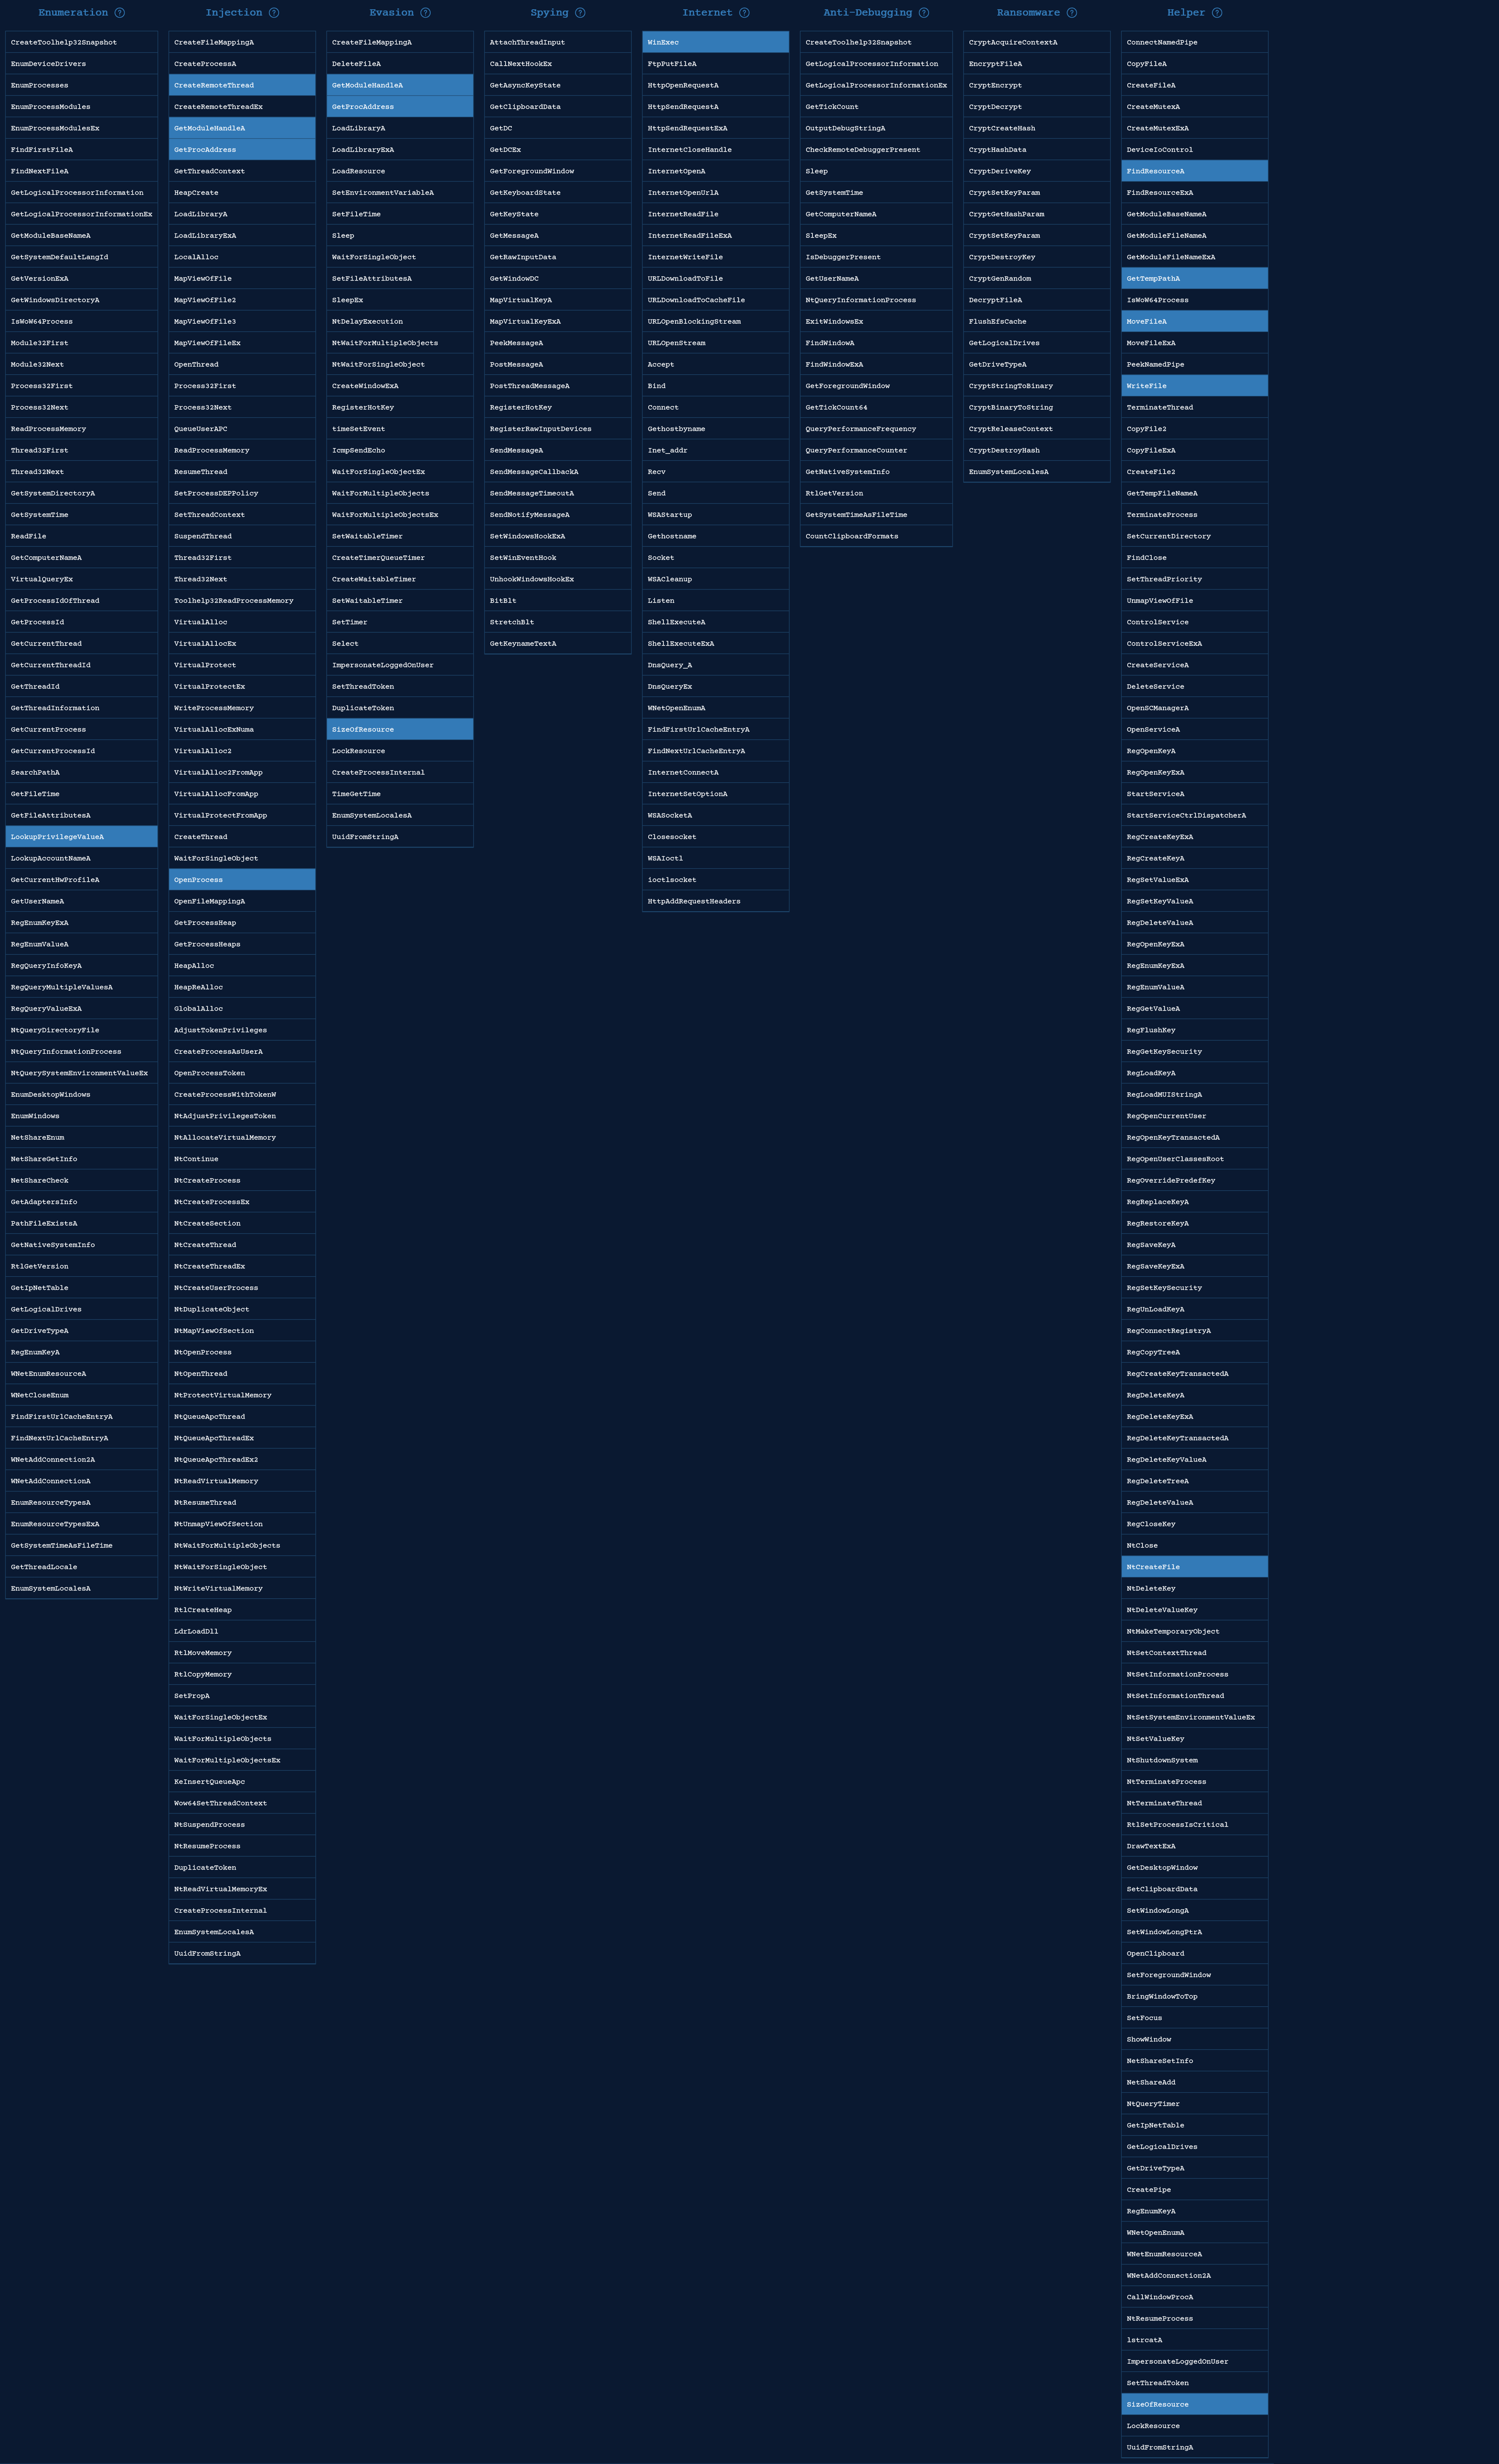 Enumeration ?
CreateToolhelp32Snapshot
EnumDeviceDrivers
EnumProcesses
EnumProcessModules
EnumProcessModulesEx
FindFirstFileA
FindNextFileA
GetLogicalProcessorInformation
GetLogicalProcessorInformationEx
GetModuleBaseNameA
GetSystemDefaultLangId
GetVersionExA
GetWindowsDirectoryA
IsWoW64Process
Module32First
Module32Next
Process32First
Process32Next
ReadProcessMemory
Thread32First
Thread32Next
GetSystemDirectoryA
GetSystemTime
ReadFile
GetComputerNameA
VirtualQueryEx
GetProcessIdOfThread
GetProcessId
GetCurrentThread
GetCurrentThreadId
GetThreadId
GetThreadInformation
GetCurrentProcess
GetCurrentProcessId
SearchPathA
GetFileTime
GetFileAttributesA
LookupPrivilegeValueA
LookupAccountNameA
GetCurrentHwProfileA
GetUserNameA
RegEnumKeyExA
RegEnumValueA
RegQueryInfoKeyA
RegQueryMultipleValuesA
RegQueryValueExA
NtQueryDirectoryFile
NtQueryInformationProcess
NtQuerySystemEnvironmentValueEx
EnumDesktopWindows
EnumWindows
NetShareEnum
NetShareGetInfo
NetShareCheck
GetAdaptersInfo
PathFileExistsA
GetNativeSystemInfo
RtlGetVersion
GetIpNetTable
GetLogicalDrives
GetDriveTypeA
RegEnumKeyA
WNetEnumResourceA
WNetCloseEnum
FindFirstUrlCacheEntryA
FindNextUrlCacheEntryA
WNetAddConnection2A
WNetAddConnectionA
EnumResourceTypesA
EnumResourceTypesExA
GetSystemTimeAsFileTime
GetThreadLocale
EnumSystemLocalesA
Injection ?
CreateFileMappingA
CreateProcessA
CreateRemoteThread
CreateRemoteThreadEx
GetModuleHandleA
GetProcAddress
GetThreadContext
HeapCreate
LoadLibraryA
LoadLibraryExA
LocalAlloc
MapViewOfFile
MapViewOfFile2
MapViewOfFile3
MapViewOfFileEx
OpenThread
Process32First
Process32Next
QueueUserAPC
ReadProcessMemory
ResumeThread
SetProcessDEPPolicy
SetThreadContext
SuspendThread
Thread32First
Thread32Next
Toolhelp32ReadProcessMemory
VirtualAlloc
VirtualAllocEx
VirtualProtect
VirtualProtectEx
WriteProcessMemory
VirtualAllocExNuma
VirtualAlloc2
VirtualAlloc2FromApp
VirtualAllocFromApp
VirtualProtectFromApp
CreateThread
WaitForSingleObject
OpenProcess
OpenFileMappingA
GetProcessHeap
GetProcessHeaps
HeapAlloc
HeapReAlloc
GlobalAlloc
AdjustTokenPrivileges
CreateProcessAsUserA
OpenProcessToken
CreateProcessWithTokenW
NtAdjustPrivilegesToken
NtAllocateVirtualMemory
NtContinue
NtCreateProcess
NtCreateProcessEx
NtCreateSection
NtCreateThread
NtCreateThreadEx
NtCreateUserProcess
NtDuplicateObject
NtMapViewOfSection
NtOpenProcess
NtOpenThread
NtProtectVirtualMemory
NtQueueApcThread
NtQueueApcThreadEx
NtQueueApcThreadEx2
NtReadVirtualMemory
NtResumeThread
NtUnmapViewOfSection
NtWaitForMultipleObjects
NtWaitForSingleObject
NtWriteVirtualMemory
RtlCreateHeap
LdrLoadDll
RtlMoveMemory
RtlCopyMemory
SetPropA
WaitForSingleObjectEx
WaitForMultipleObjects
WaitForMultipleObjectsEx
KeInsertQueueApc
Wow64SetThreadContext
NtSuspendProcess
NtResumeProcess
DuplicateToken
NtReadVirtualMemoryEx
CreateProcessInternal
EnumSystemLocalesA
UuidFromStringA
Evasion ?
CreateFileMappingA
DeleteFileA
GetModuleHandleA
GetProcAddress
LoadLibraryA
LoadLibraryExA
LoadResource
SetEnvironmentVariableA
SetFileTime
Sleep
WaitForSingleObject
SetFileAttributesA
SleepEx
NtDelayExecution
NtWaitForMultipleObjects
NtWaitForSingleObject
CreateWindowExA
RegisterHotKey
timeSetEvent
IcmpSendEcho
WaitForSingleObjectEx
WaitForMultipleObjects
WaitForMultipleObjectsEx
SetWaitableTimer
CreateTimerQueueTimer
CreateWaitableTimer
SetWaitableTimer
SetTimer
Select
ImpersonateLoggedOnUser
SetThreadToken
DuplicateToken
SizeOfResource
LockResource
CreateProcessInternal
TimeGetTime
EnumSystemLocalesA
UuidFromStringA
Spying ?
AttachThreadInput
CallNextHookEx
GetAsyncKeyState
GetClipboardData
GetDC
GetDCEx
GetForegroundWindow
GetKeyboardState
GetKeyState
GetMessageA
GetRawInputData
GetWindowDC
MapVirtualKeyA
MapVirtualKeyExA
PeekMessageA
PostMessageA
PostThreadMessageA
RegisterHotKey
RegisterRawInputDevices
SendMessageA
SendMessageCallbackA
SendMessageTimeoutA
SendNotifyMessageA
SetWindowsHookExA
SetWinEventHook
UnhookWindowsHookEx
BitBlt
StretchBlt
GetKeynameTextA
Internet ?
WinExec
FtpPutFileA
HttpOpenRequestA
HttpSendRequestA
HttpSendRequestExA
InternetCloseHandle
InternetOpenA
InternetOpenUrlA
InternetReadFile
InternetReadFileExA
InternetWriteFile
URLDownloadToFile
URLDownloadToCacheFile
URLOpenBlockingStream
URLOpenStream
Accept
Bind
Connect
Gethostbyname
Inet_addr
Recv
Send
WSAStartup
Gethostname
Socket
WSACleanup
Listen
ShellExecuteA
ShellExecuteExA
DnsQuery_A
DnsQueryEx
WNetOpenEnumA
FindFirstUrlCacheEntryA
FindNextUrlCacheEntryA
InternetConnectA
InternetSetOptionA
WSASocketA
Closesocket
WSAIoctl
ioctlsocket
HttpAddRequestHeaders
Anti-Debugging ?
CreateToolhelp32Snapshot
GetLogicalProcessorInformation
GetLogicalProcessorInformationEx
GetTickCount
OutputDebugStringA
CheckRemoteDebuggerPresent
Sleep
GetSystemTime
GetComputerNameA
SleepEx
IsDebuggerPresent
GetUserNameA
NtQueryInformationProcess
ExitWindowsEx
FindWindowA
FindWindowExA
GetForegroundWindow
GetTickCount64
QueryPerformanceFrequency
QueryPerformanceCounter
GetNativeSystemInfo
RtlGetVersion
GetSystemTimeAsFileTime
CountClipboardFormats
Ransomware ?
CryptAcquireContextA
EncryptFileA
CryptEncrypt
CryptDecrypt
CryptCreateHash
CryptHashData
CryptDeriveKey
CryptSetKeyParam
CryptGetHashParam
CryptSetKeyParam
CryptDestroyKey
CryptGenRandom
DecryptFileA
FlushEfsCache
GetLogicalDrives
GetDriveTypeA
CryptStringToBinary
CryptBinaryToString
CryptReleaseContext
CryptDestroyHash
EnumSystemLocalesA
Helper ?
ConnectNamedPipe
CopyFileA
CreateFileA
CreateMutexA
CreateMutexExA
DeviceIoControl
FindResourceA
FindResourceExA
GetModuleBaseNameA
GetModuleFileNameA
GetModuleFileNameExA
GetTempPathA
IsWoW64Process
MoveFileA
MoveFileExA
PeekNamedPipe
WriteFile
TerminateThread
CopyFile2
CopyFileExA
CreateFile2
GetTempFileNameA
TerminateProcess
SetCurrentDirectory
FindClose
SetThreadPriority
UnmapViewOfFile
ControlService
ControlServiceExA
CreateServiceA
DeleteService
OpenSCManagerA
OpenServiceA
RegOpenKeyA
RegOpenKeyExA
StartServiceA
StartServiceCtrlDispatcherA
RegCreateKeyExA
RegCreateKeyA
RegSetValueExA
RegSetKeyValueA
RegDeleteValueA
RegOpenKeyExA
RegEnumKeyExA
RegEnumValueA
RegGetValueA
RegFlushKey
RegGetKeySecurity
RegLoadKeyA
RegLoadMUIStringA
RegOpenCurrentUser
RegOpenKeyTransactedA
RegOpenUserClassesRoot
RegOverridePredefKey
RegReplaceKeyA
RegRestoreKeyA
RegSaveKeyA
RegSaveKeyExA
RegSetKeySecurity
RegUnLoadKeyA
RegConnectRegistryA
RegCopyTreeA
RegCreateKeyTransactedA
RegDeleteKeyA
RegDeleteKeyExA
RegDeleteKeyTransactedA
RegDeleteKeyValueA
RegDeleteTreeA
RegDeleteValueA
RegCloseKey
NtClose
NtCreateFile
NtDeleteKey
NtDeleteValueKey
NtMakeTemporaryObject
NtSetContextThread
NtSetInformationProcess
NtSetInformationThread
NtSetSystemEnvironmentValueEx
NtSetValueKey
NtShutdownSystem
NtTerminateProcess
NtTerminateThread
RtlSetProcessIsCritical
DrawTextExA
GetDesktopWindow
SetClipboardData
SetWindowLongA
SetWindowLongPtrA
OpenClipboard
SetForegroundWindow
BringWindowToTop
SetFocus
ShowWindow
NetShareSetInfo
NetShareAdd
NtQueryTimer
GetIpNetTable
GetLogicalDrives
GetDriveTypeA
CreatePipe
RegEnumKeyA
WNetOpenEnumA
WNetEnumResourceA
WNetAddConnection2A
CallWindowProcA
NtResumeProcess
lstrcatA
ImpersonateLoggedOnUser
SetThreadToken
SizeOfResource
LockResource
UuidFromStringA